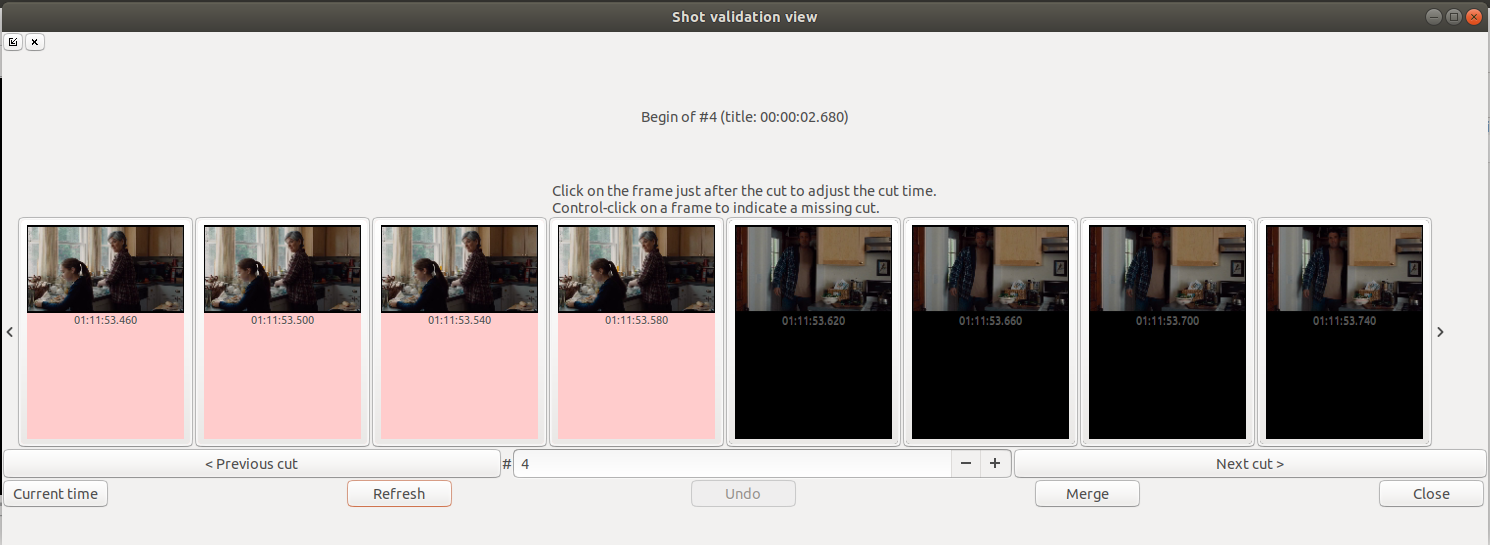 Shot validation view
Begin of #4 (title: 00:00:02.680)
Click on the frame just after the cut to adjust the cut time.
Control-click on a frame to indicate a missing cut.
01:11:53.460 01:11:53.500 01:11:53.540 01:11:53.580 01:11:53.620 01:11:53.660 01:11:53.700 01:11:53.740
< Previous cut # 4 Next cut >
Current time Refresh Undo Merge Close